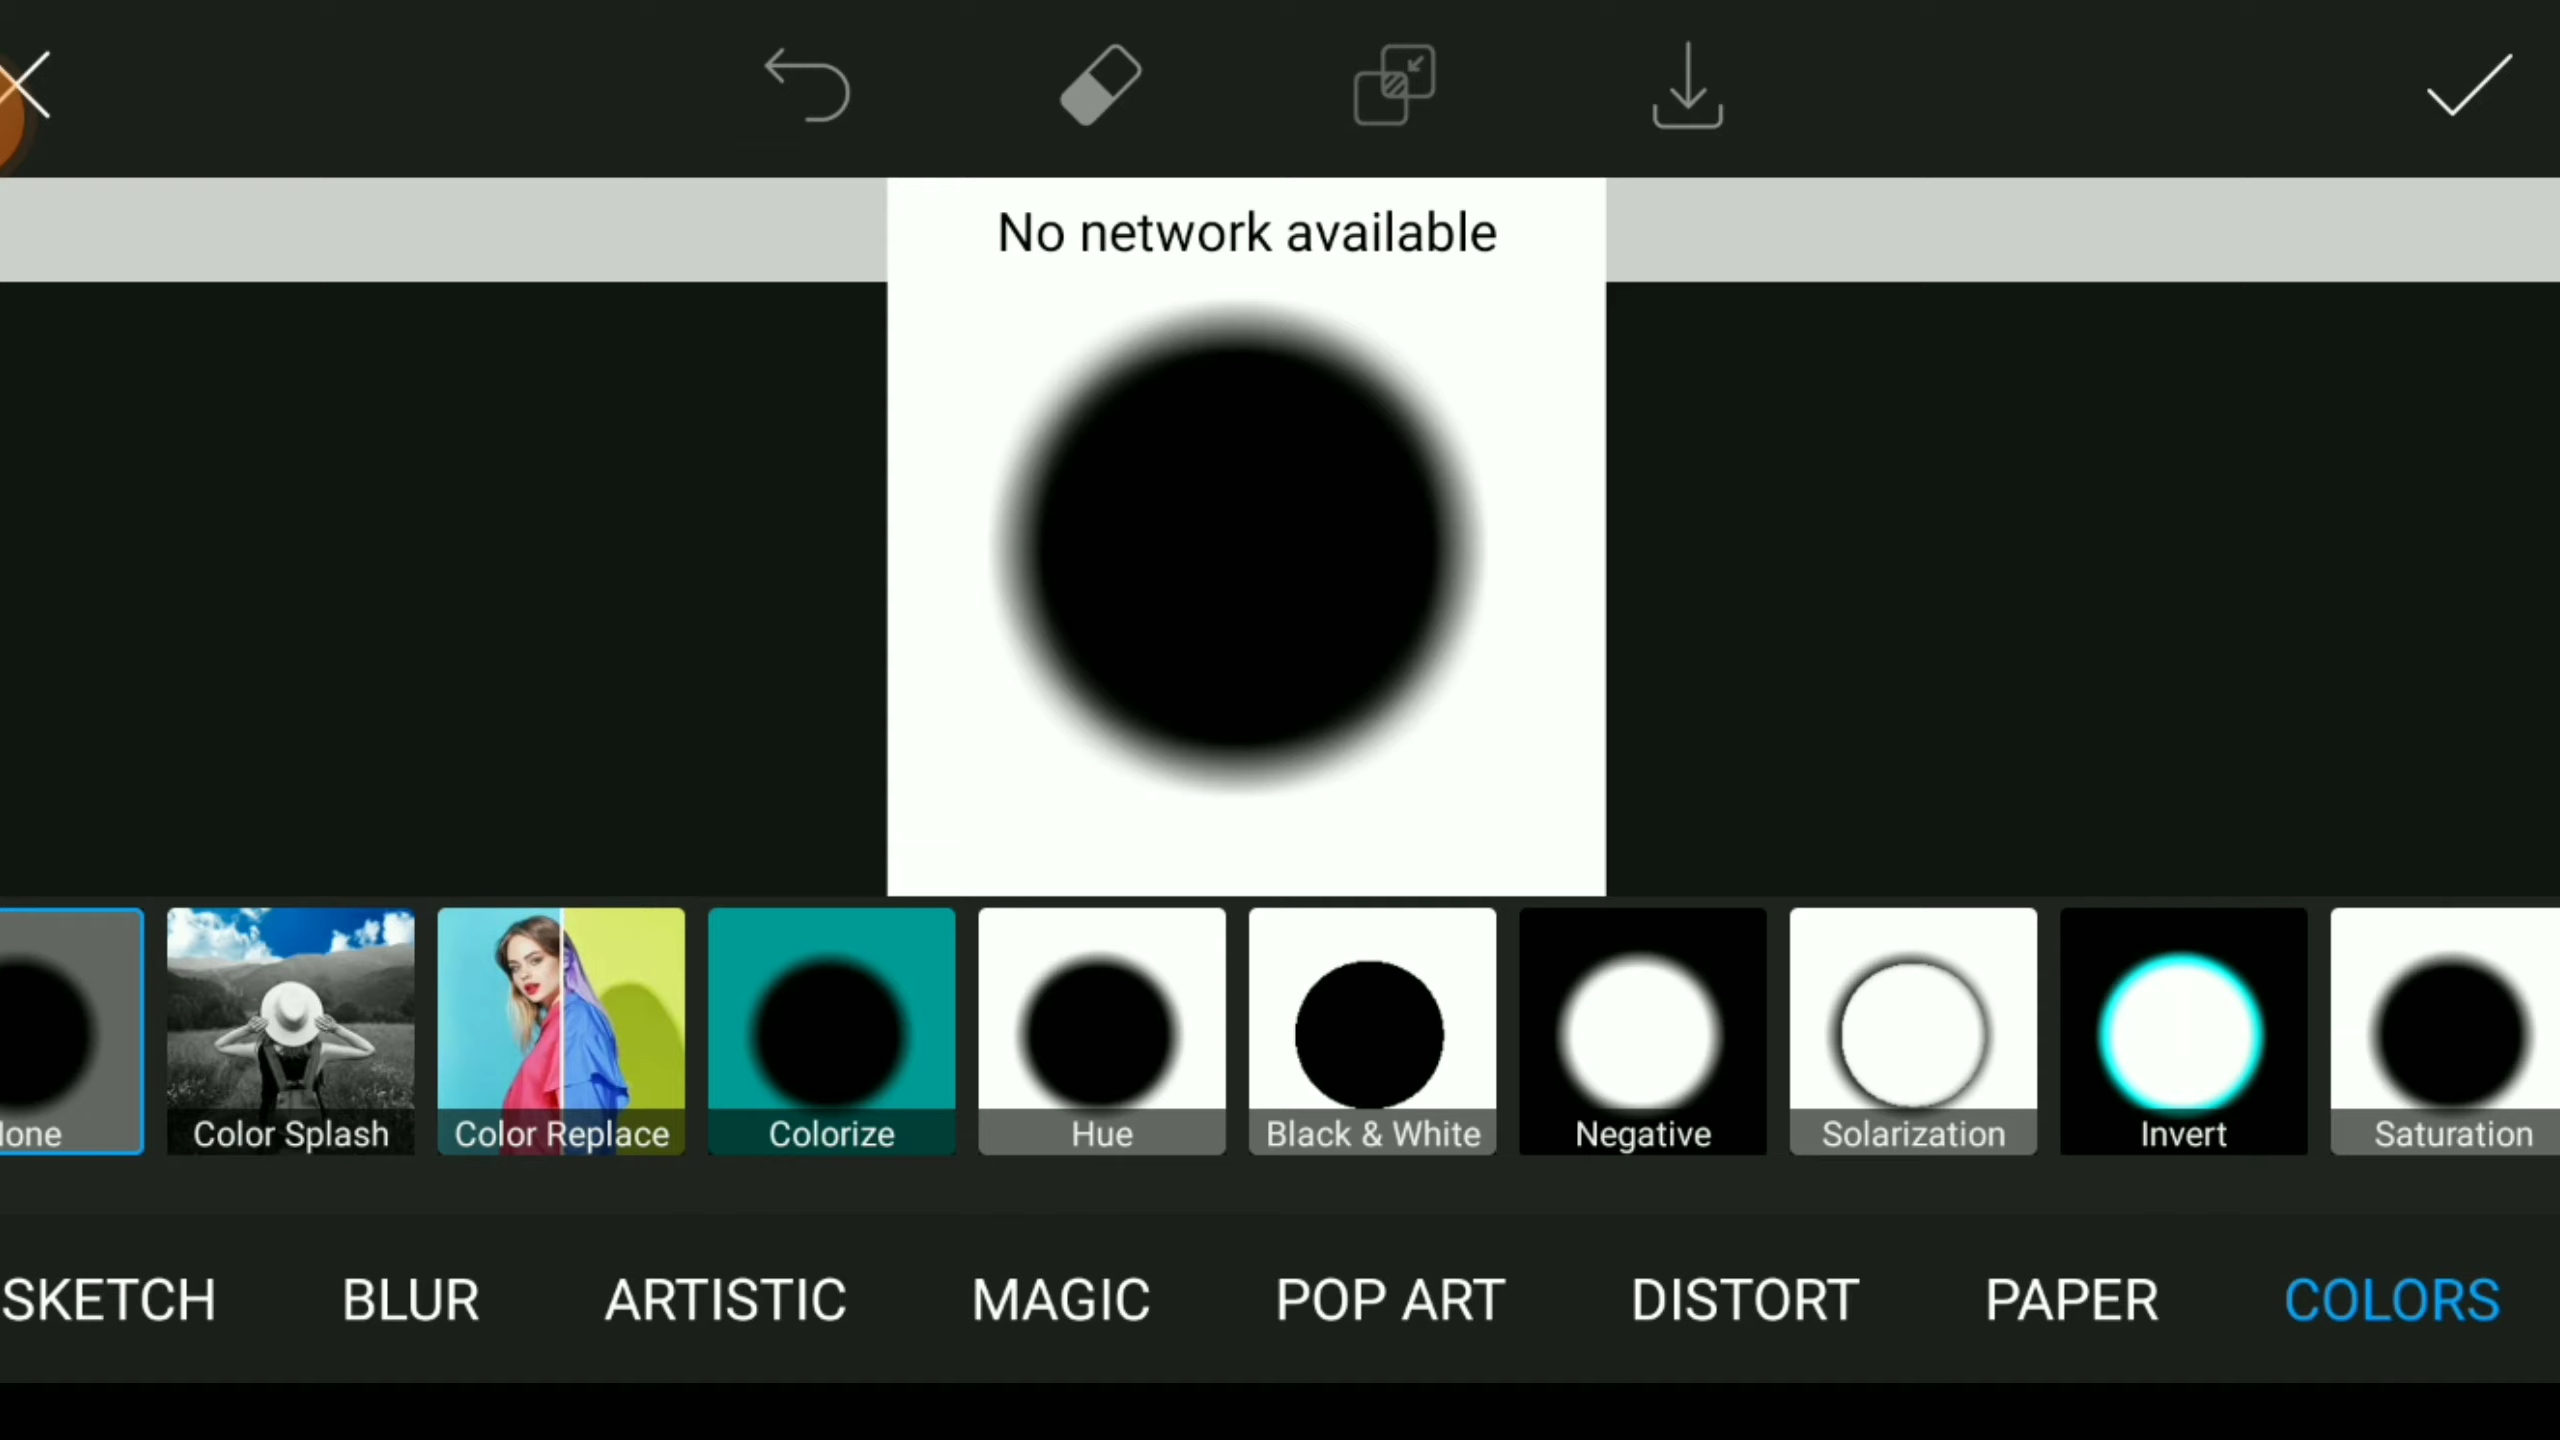 No network available
lone
Color Splash
Color Replace
Colorize
Hue
Black & White
Negative
Solarization
Invert
Saturation
SKETCH
BLUR
ARTISTIC
MAGIC
POP ART
DISTORT
PAPER
COLORS